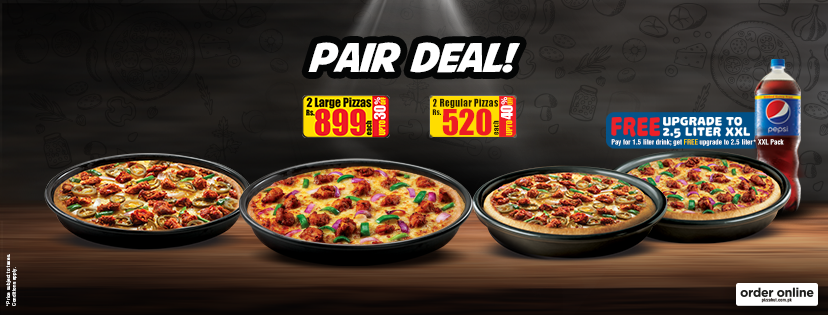 PAIR DEAL!
2 Large Pizzas
Rs.
899
each
UPTO 30% OFF
2 Regular Pizzas
Rs.
520
each
UPTO 40% OFF
FREE UPGRADE TO
2.5 LITER XXL
Pay for 1.5 liter drink; get FREE upgrade to 2.5 liter* XXL Pack
pepsi
*Price subject to taxes.
Conditions apply.
order online
pizzahut.com.pk